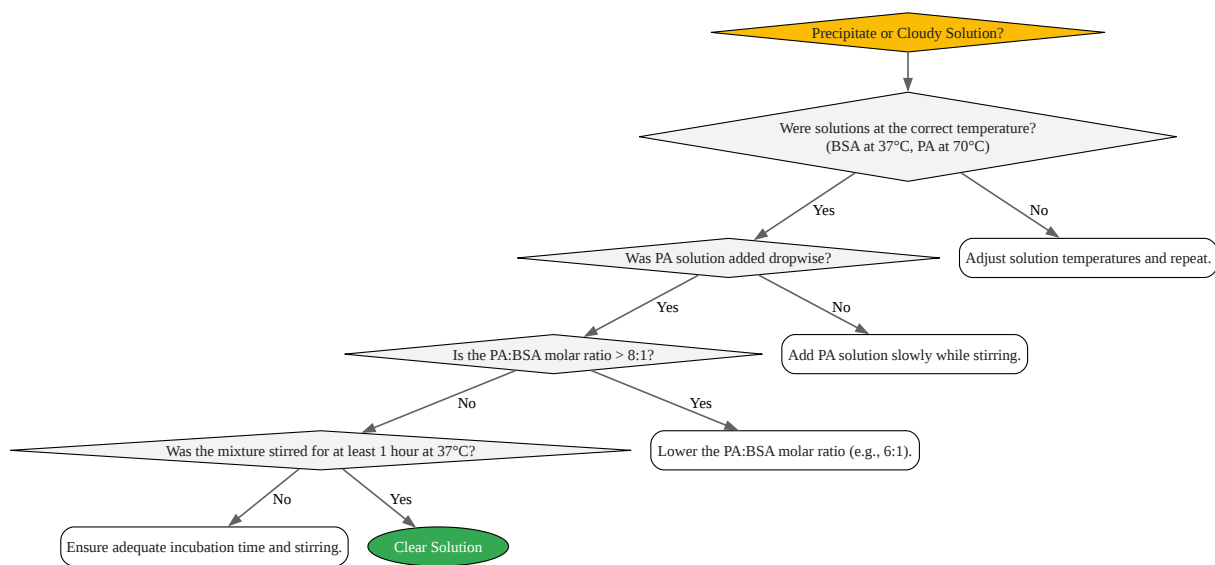 Precipitate or Cloudy Solution?
Were solutions at the correct temperature?
(BSA at 37°C, PA at 70°C)
Yes
No
Was PA solution added dropwise?
Adjust solution temperatures and repeat.
Yes
No
Is the PA:BSA molar ratio > 8:1?
Add PA solution slowly while stirring.
No
Yes
Was the mixture stirred for at least 1 hour at 37°C?
Lower the PA:BSA molar ratio (e.g., 6:1).
No
Yes
Ensure adequate incubation time and stirring.
Clear Solution